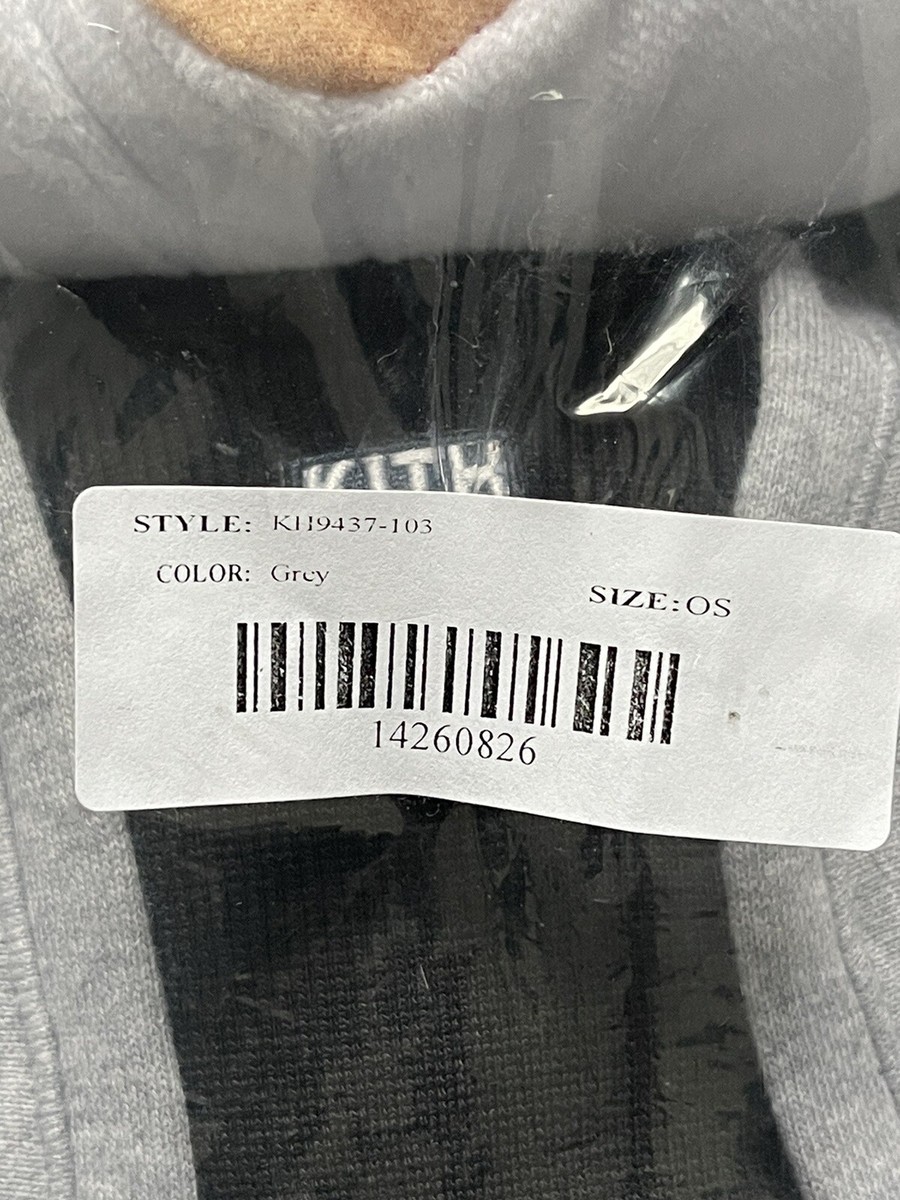 KITH
STYLE: KH9437-103
COLOR: Grey
SIZE:OS
14260826